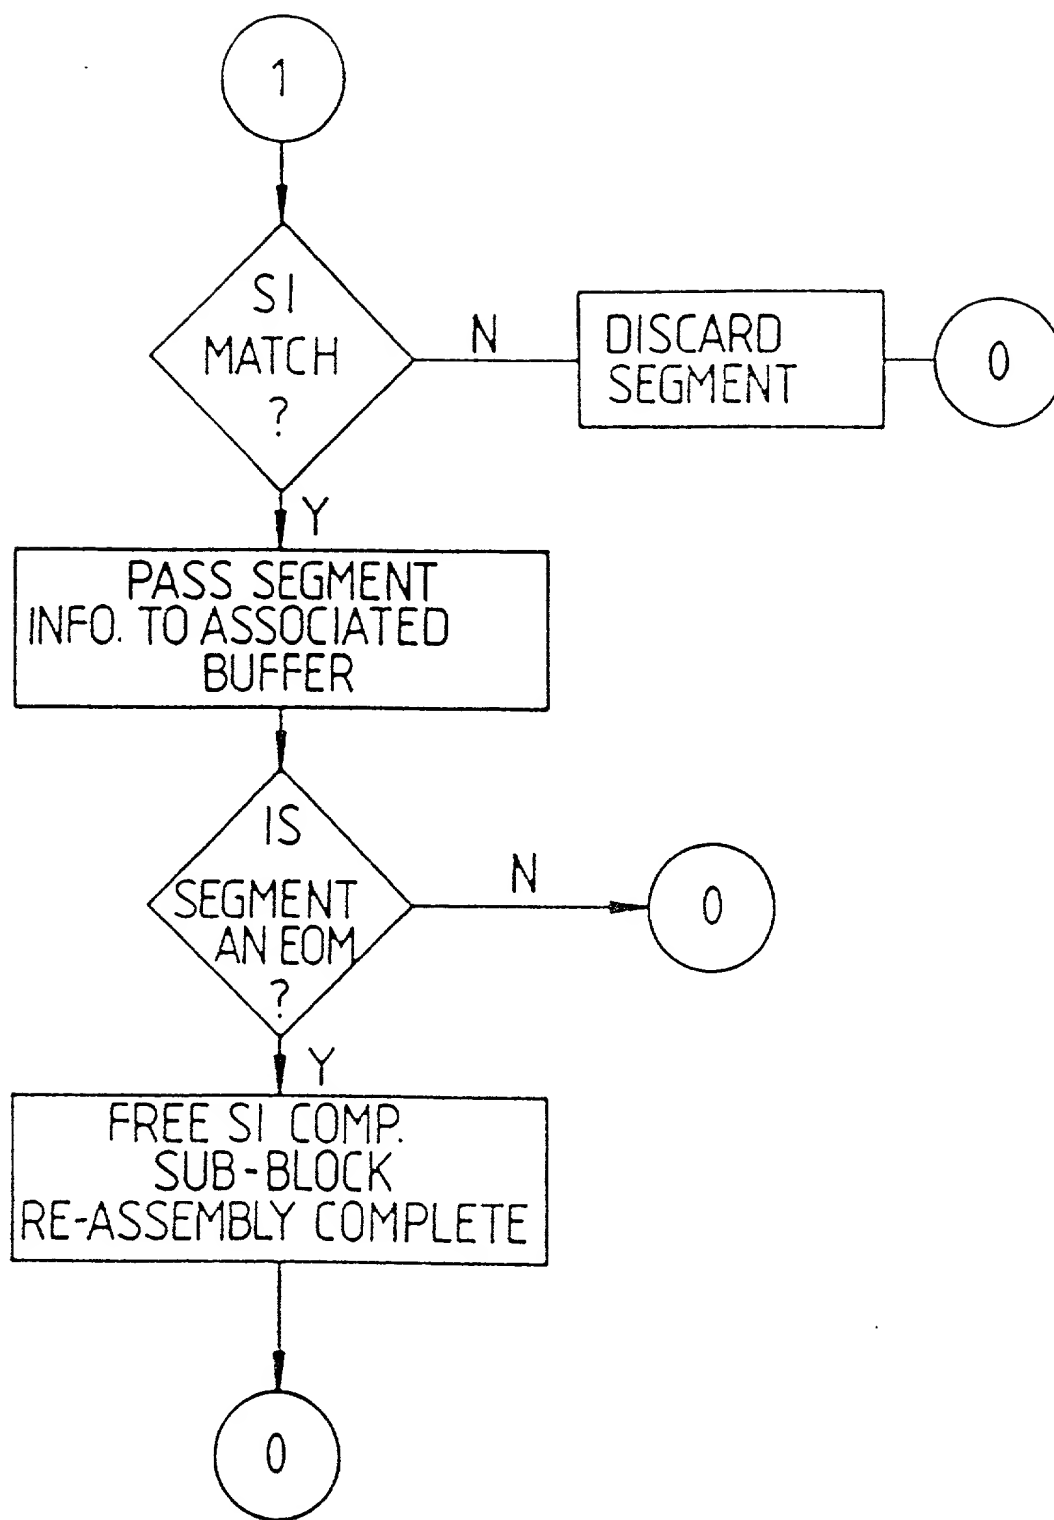 1
SI
MATCH
?
N
DISCARD
SEGMENT
0
Y
PASS SEGMENT
INFO. TO ASSOCIATED
BUFFER
IS
SEGMENT
AN EOM
?
N
0
Y
FREE SI COMP.
SUB-BLOCK
RE-ASSEMBLY COMPLETE
0